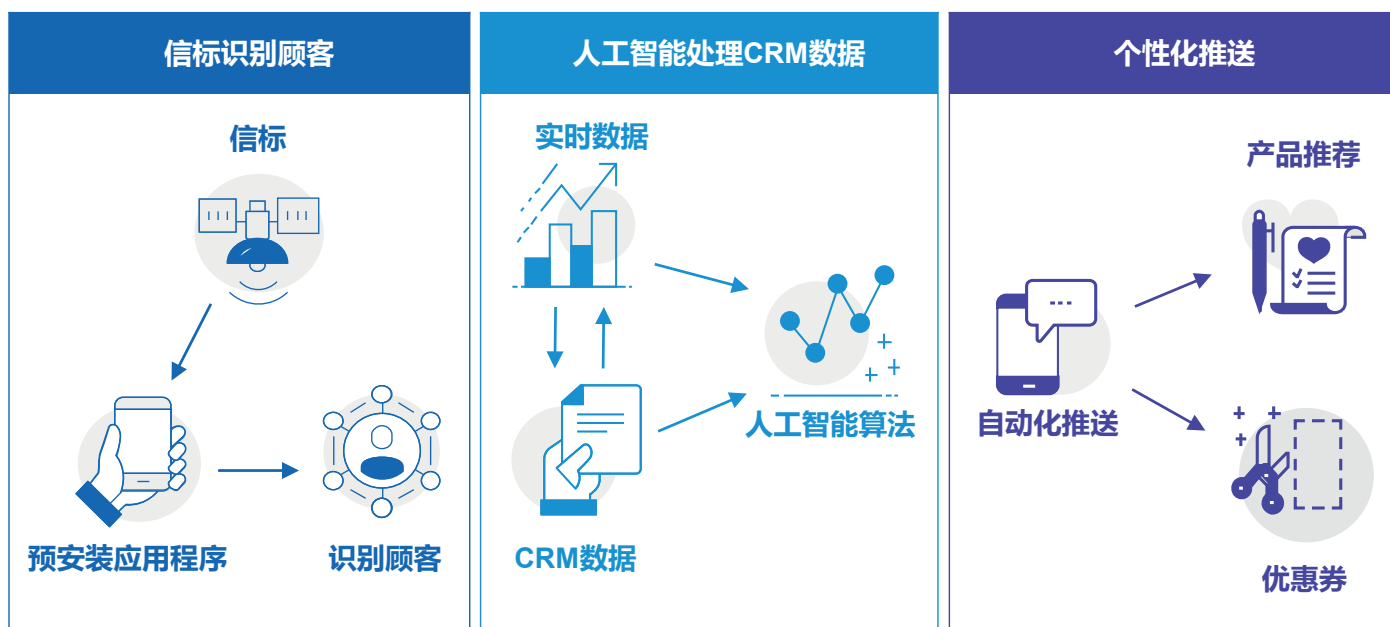 信标识别顾客
信标
预安装应用程序
识别顾客
人工智能处理CRM数据
实时数据
人工智能算法
CRM数据
个性化推送
产品推荐
自动化推送
优惠券